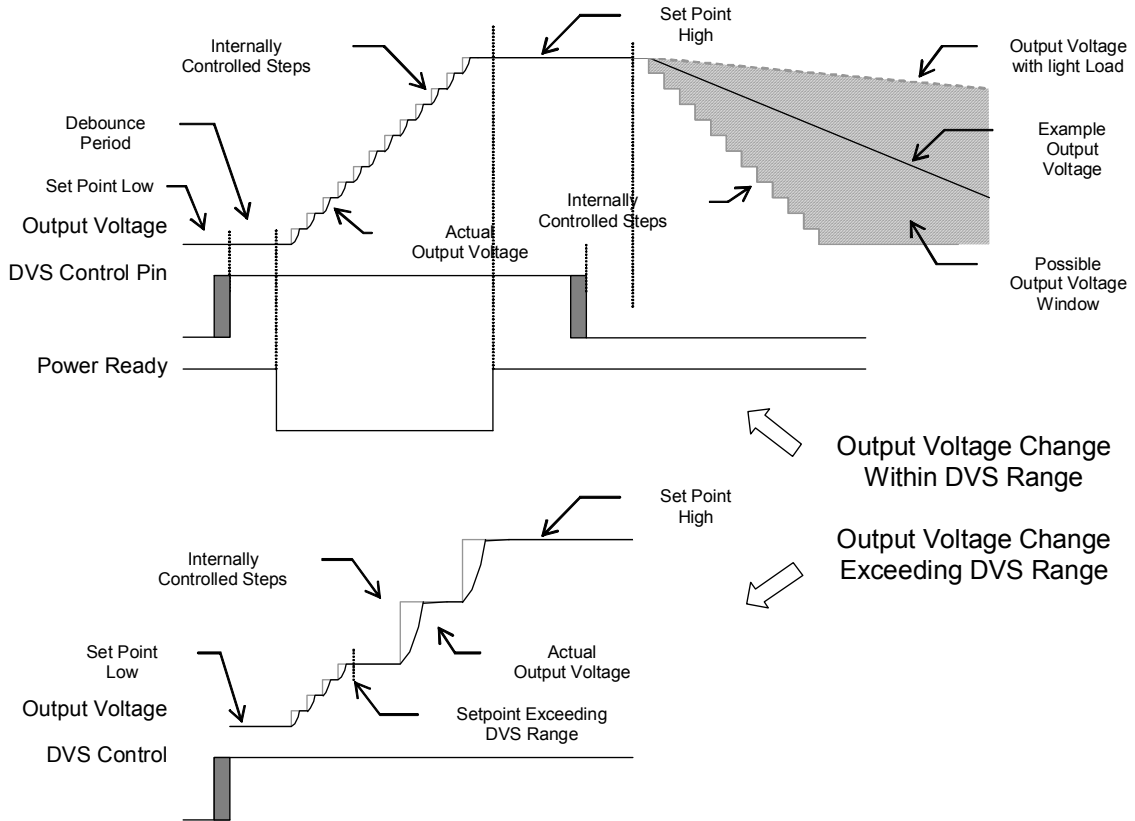 Set Point
High
Internally
Controlled Steps
Output Voltage
with light Load
Debounce
Period
Example
Output
Voltage
Set Point Low
Internally
Controlled Steps
Output Voltage
Actual
Output Voltage
DVS Control Pin
Possible
Output Voltage
Window
Power Ready
Output Voltage Change
Within DVS Range
Set Point
High
Output Voltage Change
Exceeding DVS Range
Internally
Controlled Steps
Set Point
Low
Actual
Output Voltage
Output Voltage
Setpoint Exceeding
DVS Range
DVS Control